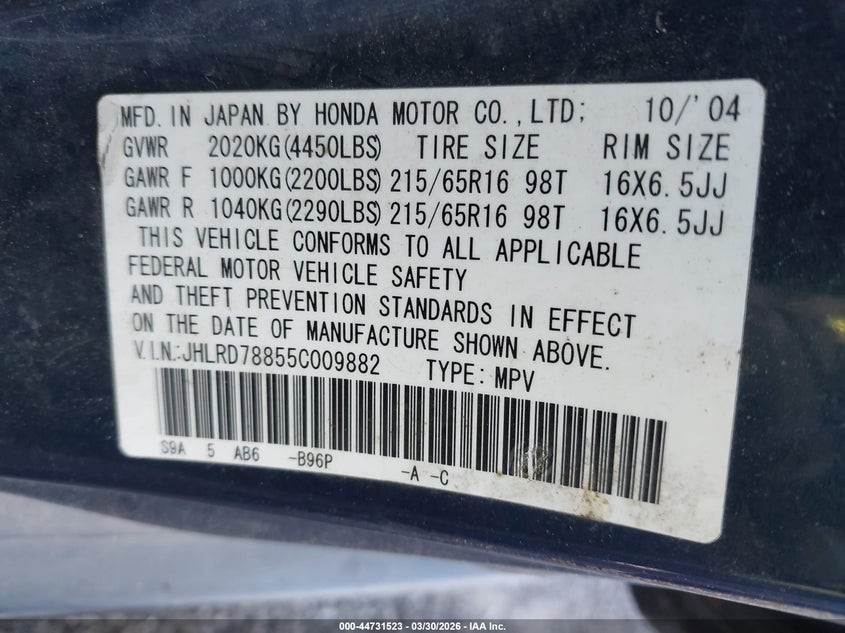 MFD. IN JAPAN BY HONDA MOTOR CO.,LTD; 10/'04
GVWR 2020KG(4450LBS) TIRE SIZE RIM SIZE
GAWR F 1000KG(2200LBS) 215/65R16 98T 16X6.5JJ
GAWR R 1040KG(2290LBS) 215/65R16 98T 16X6.5JJ
THIS VEHICLE CONFORMS TO ALL APPLICABLE
FEDERAL MOTOR VEHICLE SAFETY
AND THEFT PREVENTION STANDARDS IN EFFECT
ON THE DATE OF MANUFACTURE SHOWN ABOVE.
V.I.N.:JHLRD78855C009882 TYPE: MPV
S9A 5 AB6 -B96P -A -C
000-44731523 - 03/30/2026 - IAA Inc.